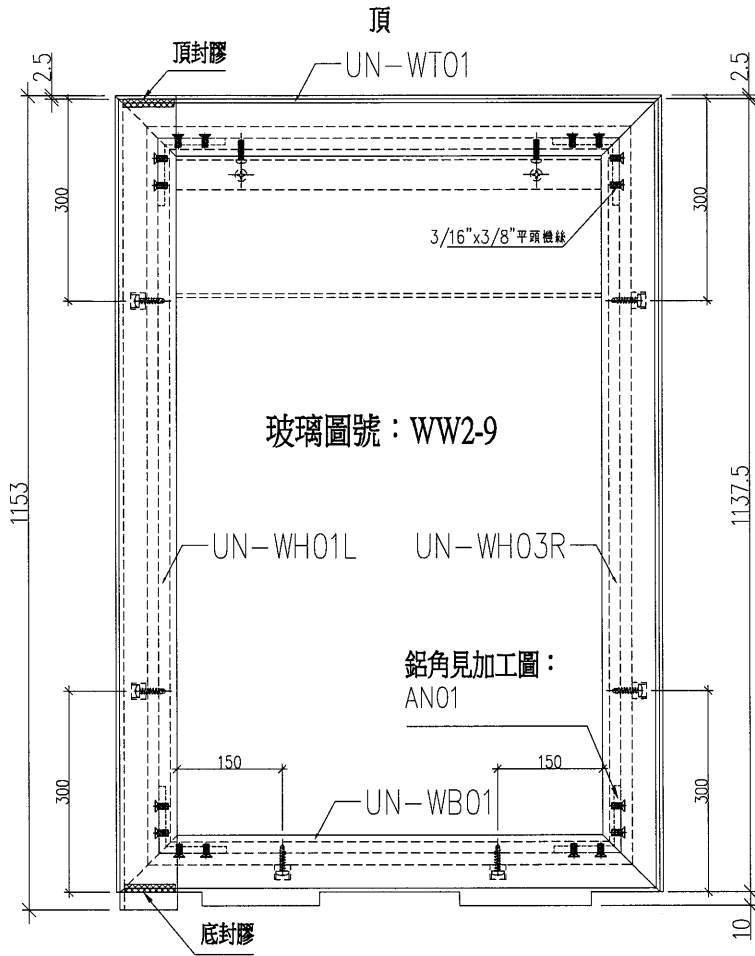 頂
頂封膠
UN-WT01
2.5
2.5
300
300
3/16"x3/8"平頭機絲
玻璃圖號：WW2-9
1153
1137.5
UN-WH01L
UN-WH03R
鋁角見加工圖：
AN01
150
150
300
300
UN-WB01
底封膠
10